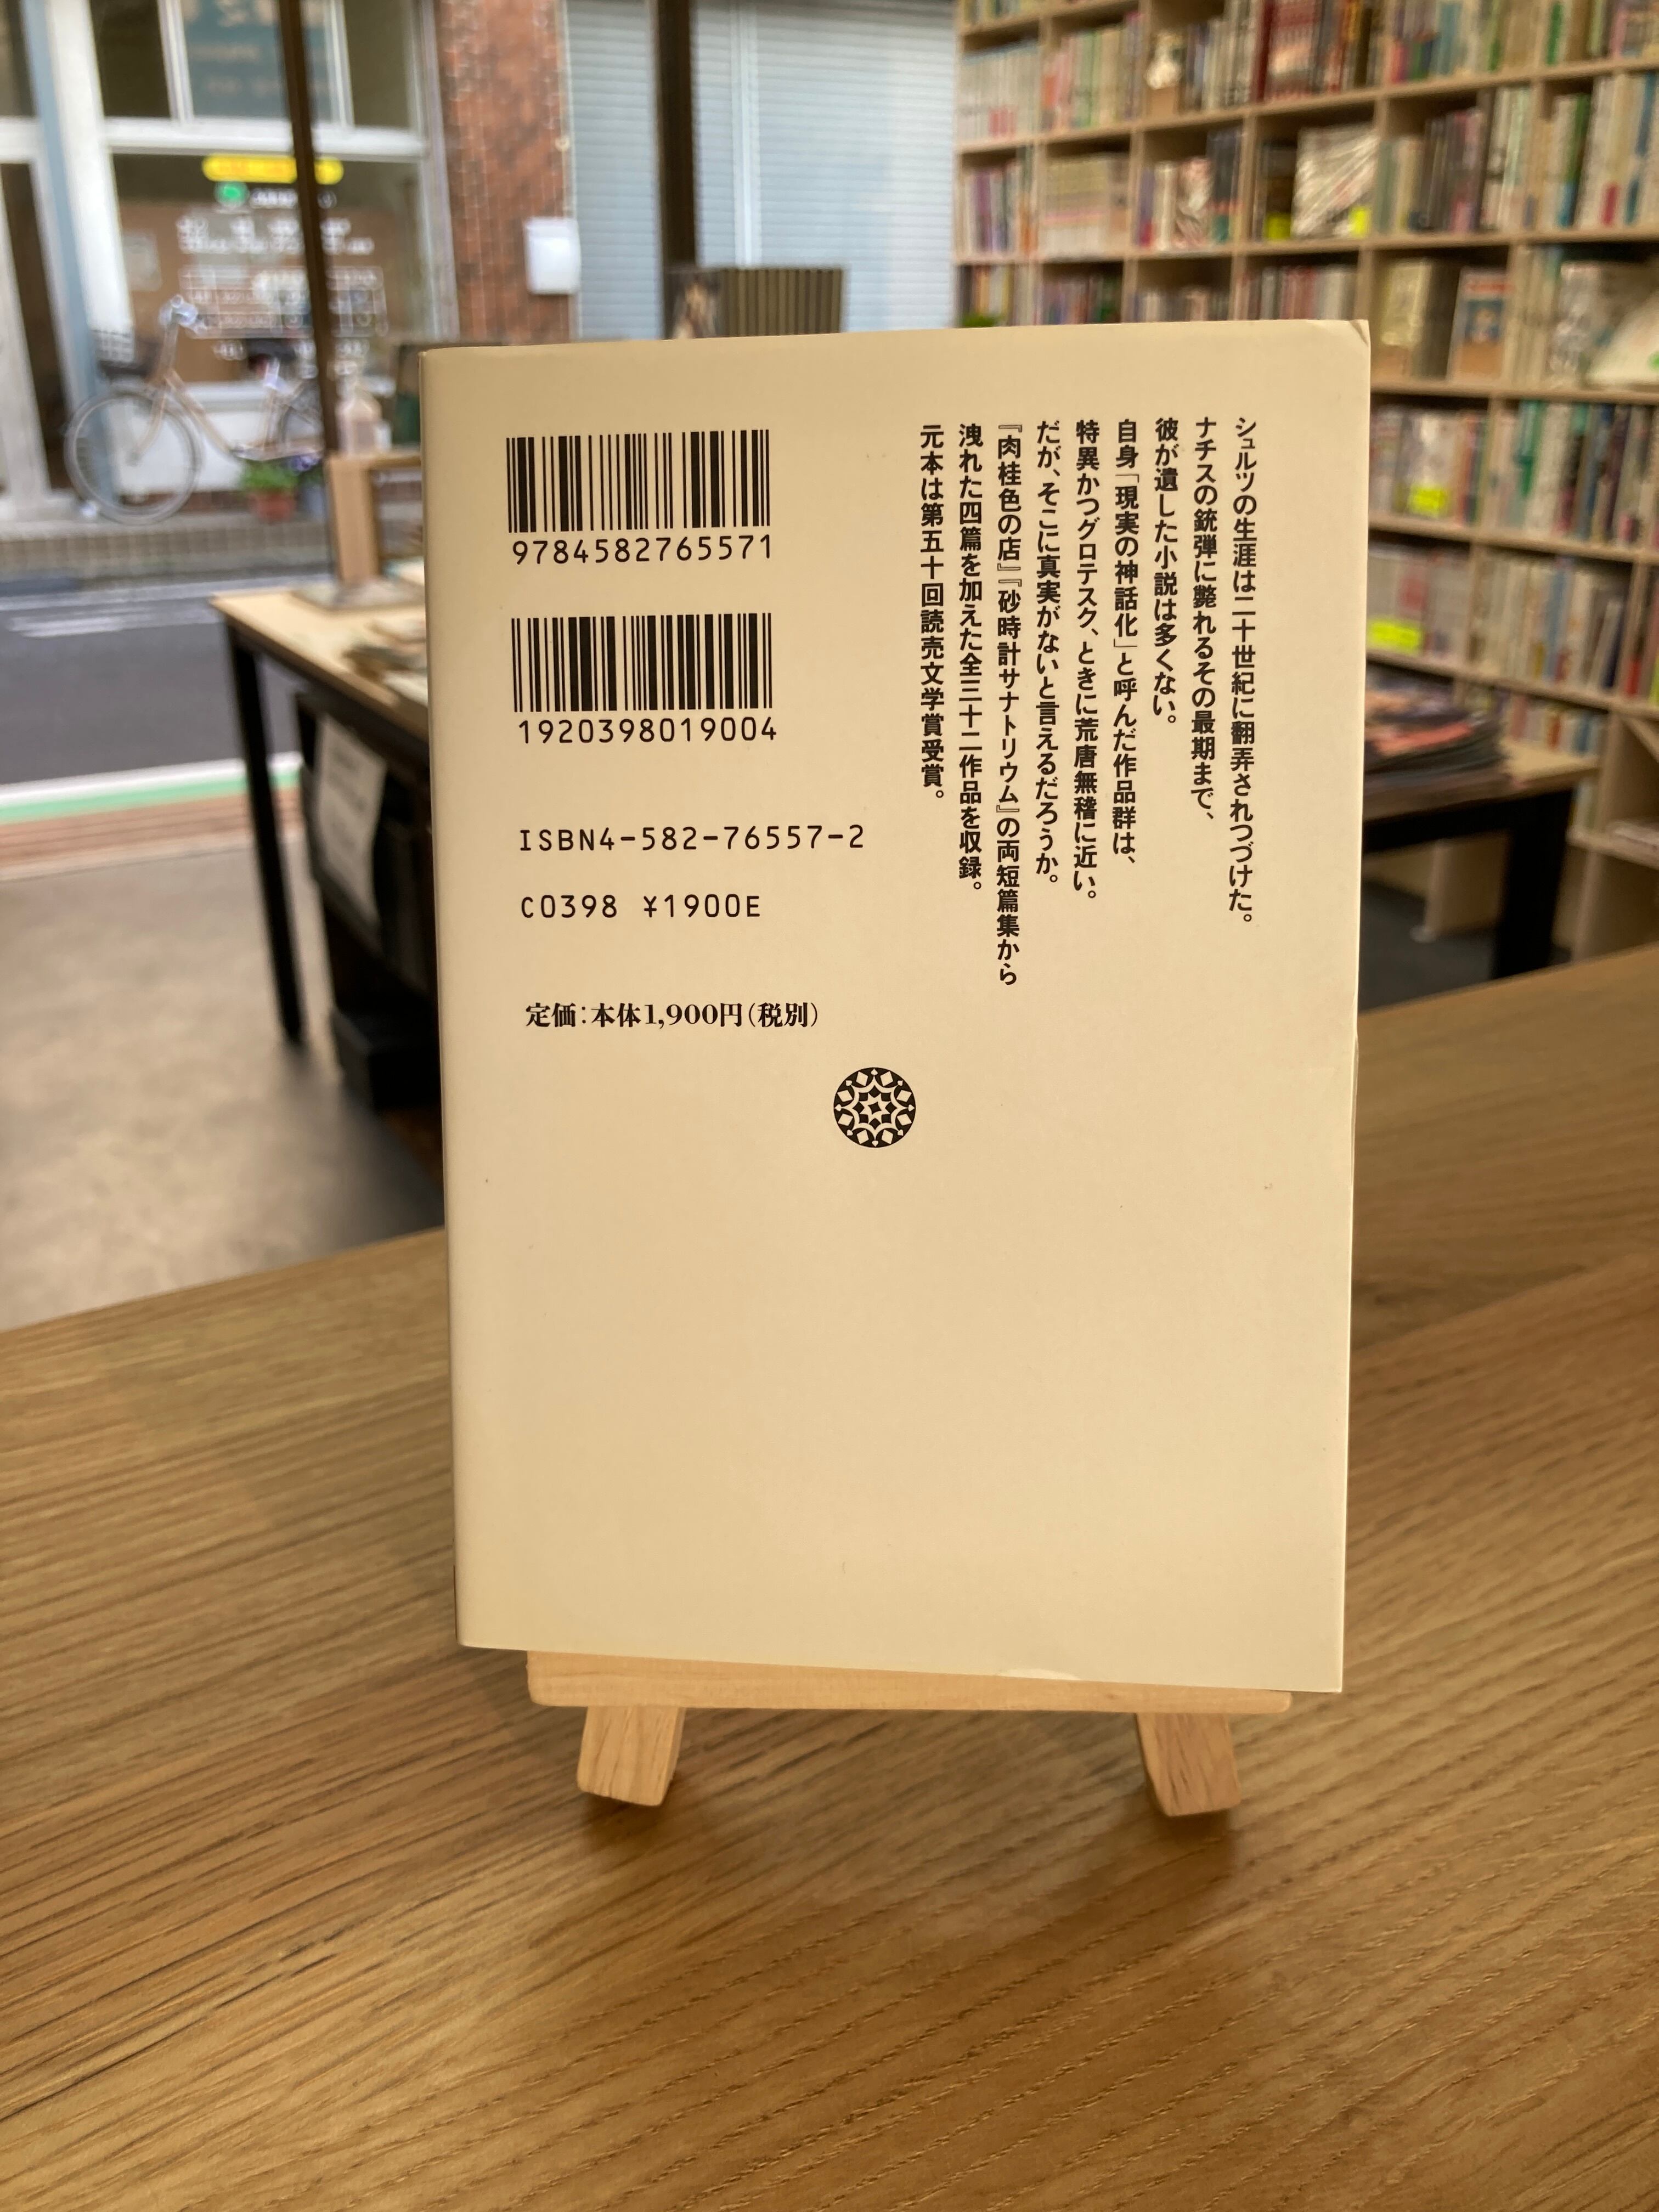 シュルツの生涯は二十世紀に翻弄されつづけた。
ナチスの銃弾に斃れるその最期まで、
彼が遺した小説は多くない。
自身「現実の神話化」と呼んだ作品群は、
特異かつグロテスク、ときに荒唐無稽に近い。
だが、そこに真実がないと言えるだろうか。
『肉桂色の店』『砂時計サナトリウム』の両短篇集から
洩れた四篇を加えた全三十二作品を収録。
元本は第五十回読売文学賞受賞。
9784582765571
1920398019004
ISBN4-582-76557-2
C0398 ¥1900E
定価：本体1,900円（税別）